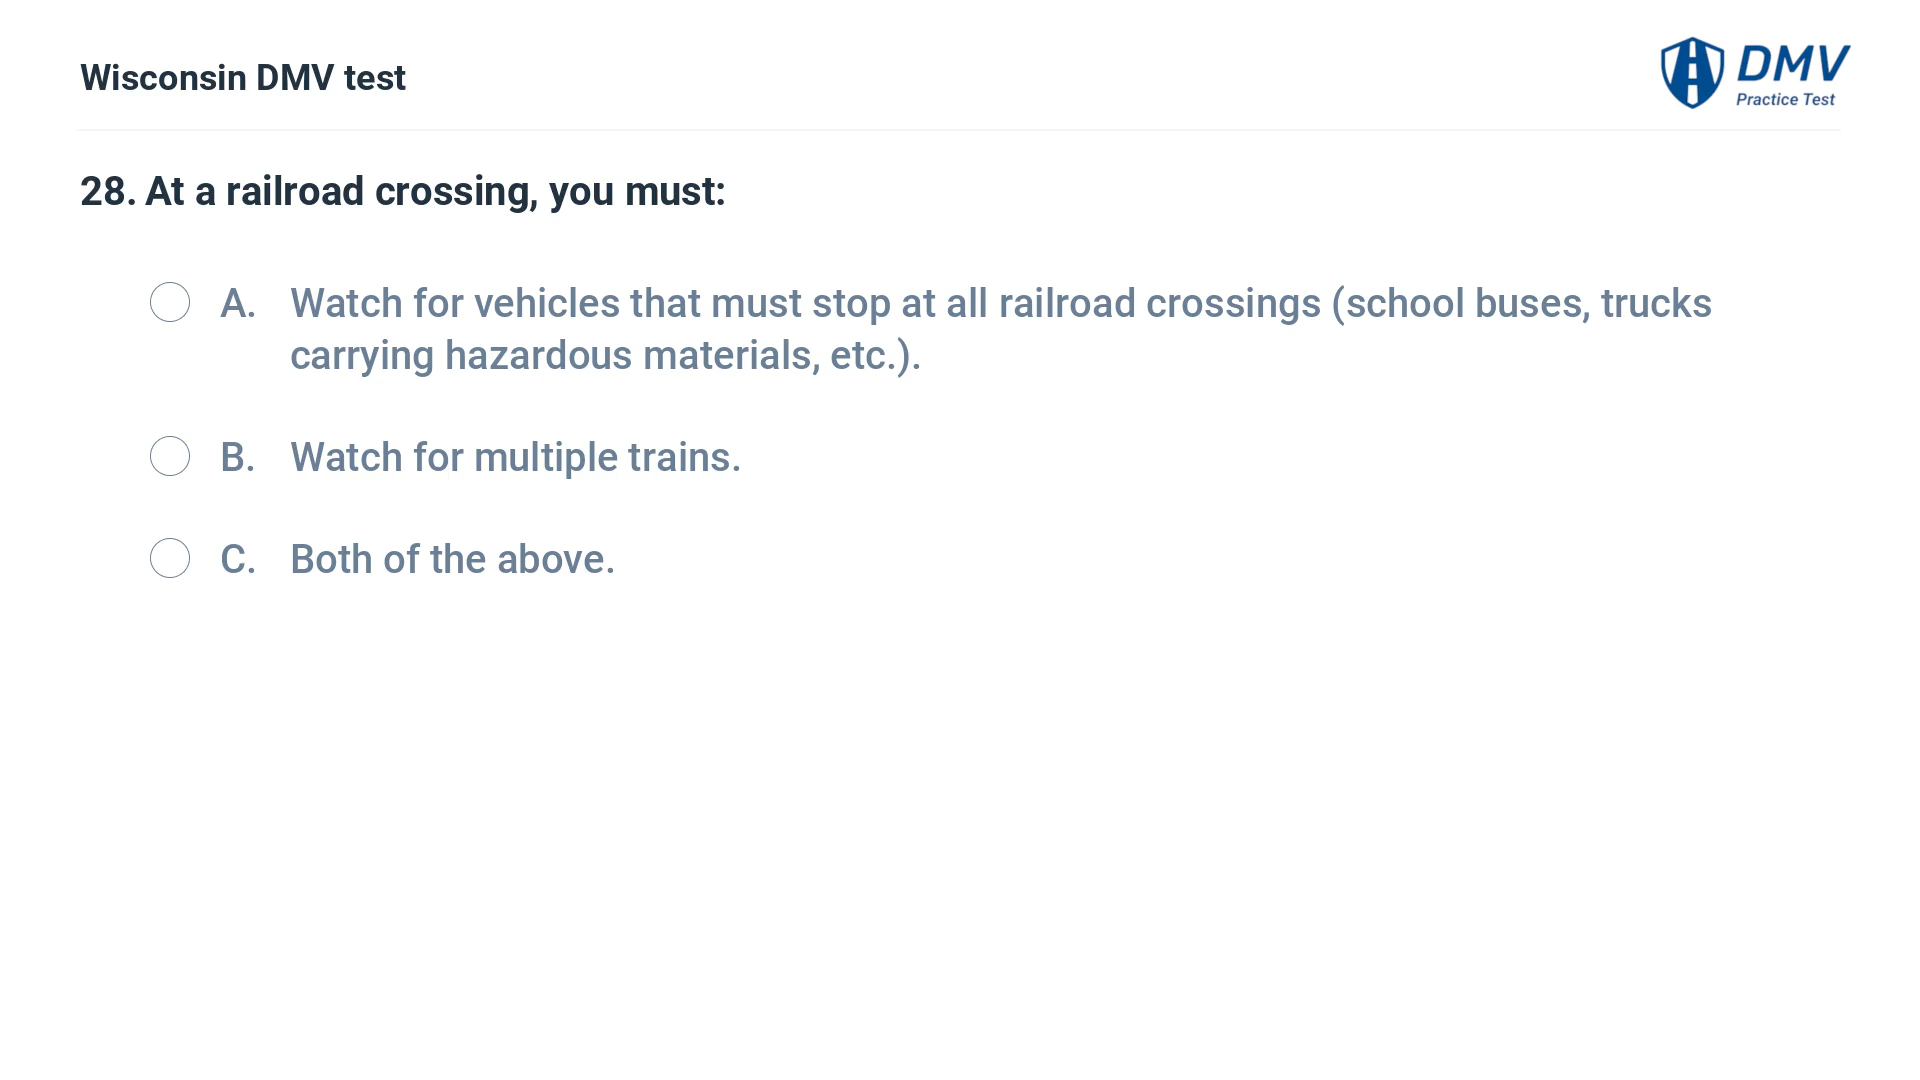 Wisconsin DMV test
DMV
Practice Test
28. At a railroad crossing, you must:
A. Watch for vehicles that must stop at all railroad crossings (school buses, trucks
carrying hazardous materials, etc.).
B. Watch for multiple trains.
C. Both of the above.